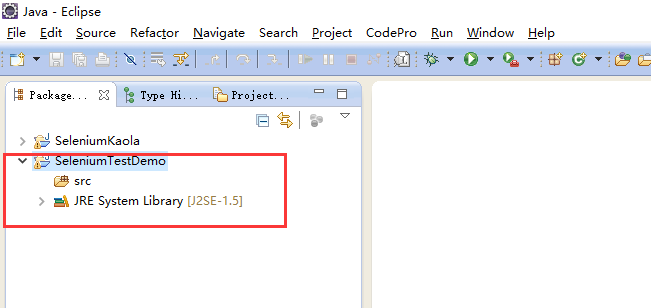 Java - Eclipse
File Edit Source Refactor Navigate Search Project CodePro Run Window Help
Package... Type Hi... Project...
SeleniumKaola
SeleniumTestDemo
src
JRE System Library [J2SE-1.5]